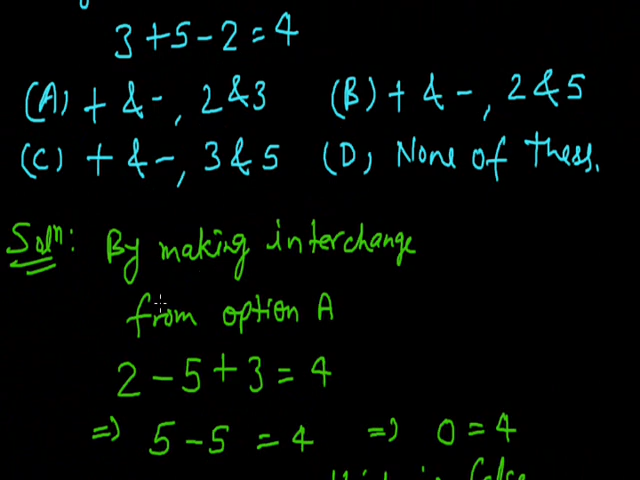 3 + 5 - 2 = 4
(A) + & -, 2 & 3 (B) + & -, 2 & 5
(C) + & -, 3 & 5 (D) None of thess.
Soln: By making interchange
from option A
2 - 5 + 3 = 4
=> 5 - 5 = 4 => 0 = 4